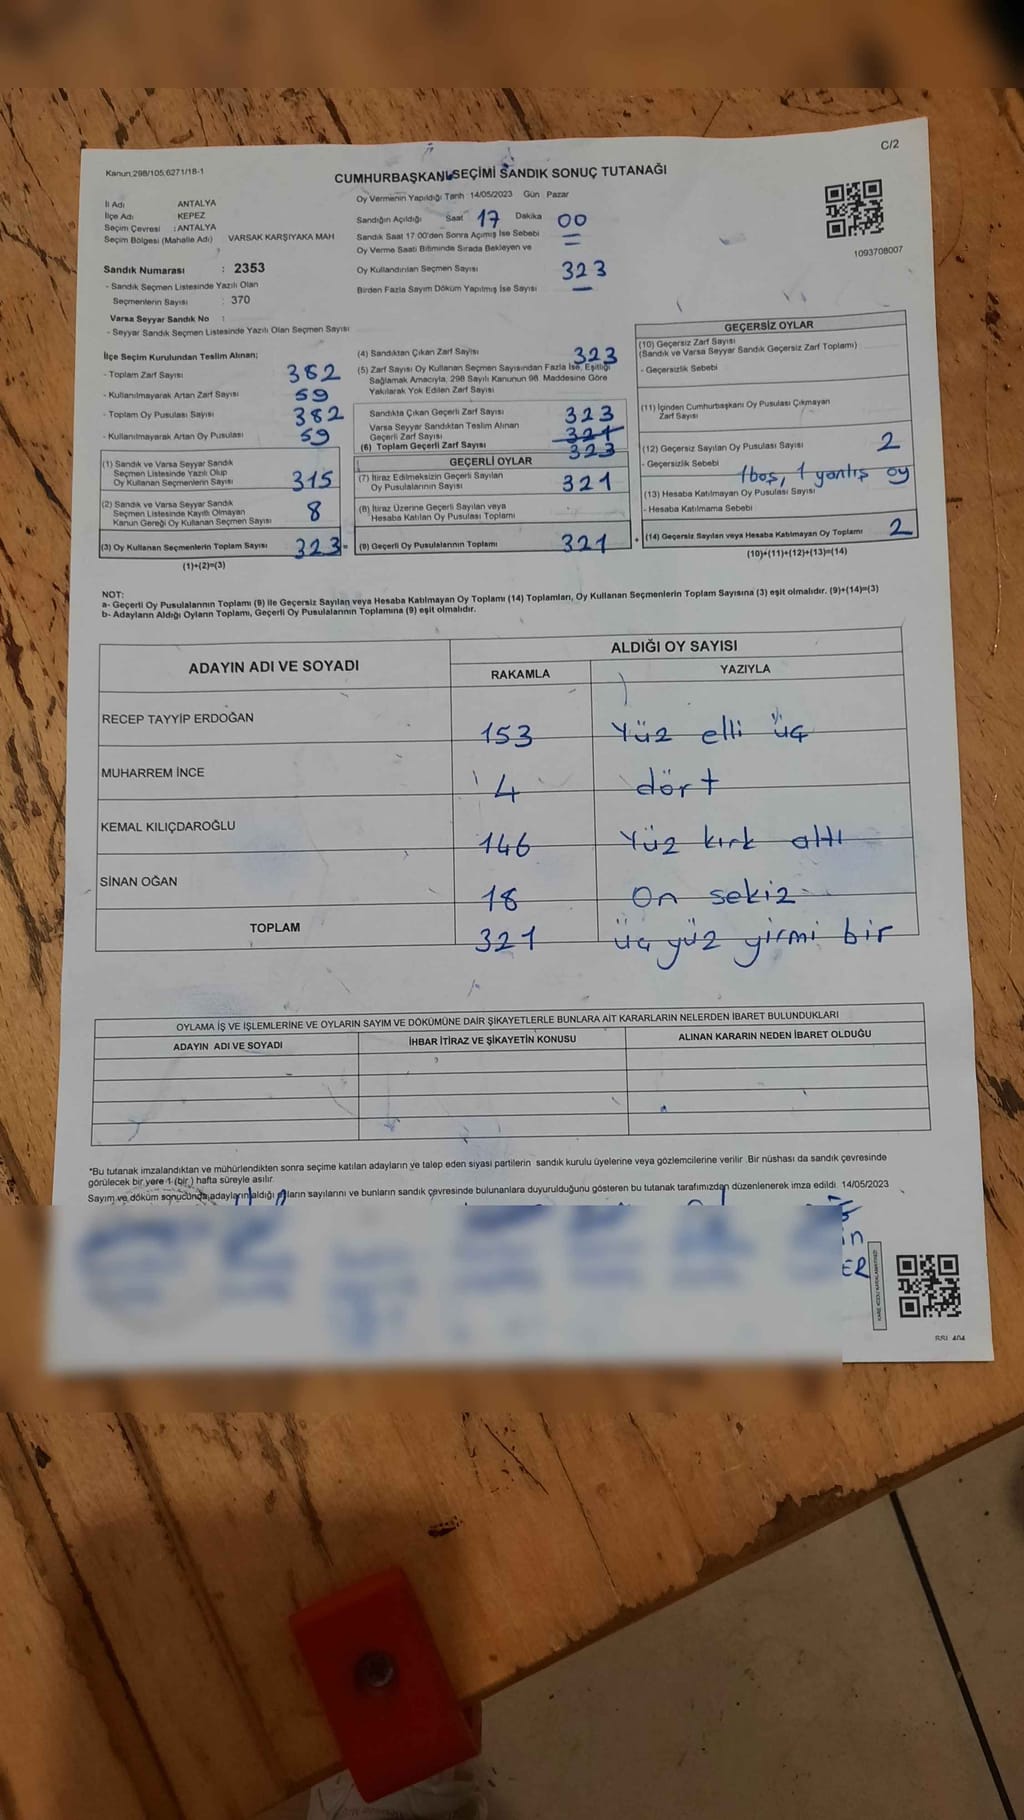 C/2
Kanun,298/105;6271/18-1
CUMHURBAŞKANI SEÇİMİ SANDIK SONUÇ TUTANAĞI
İl Adı ANTALYA
İlçe Adı KEPEZ
Seçim Çevresi : ANTALYA
Seçim Bölgesi (Mahalle Adı) VARSAK KARŞIYAKA MAH
Sandık Numarası : 2353
- Sandık Seçmen Listesinde Yazılı Olan
Seçmenlerin Sayısı : 370
Varsa Seyyar Sandık No :
- Seyyar Sandık Seçmen Listesinde Yazılı Olan Seçmen Sayısı
Oy Vermenin Yapıldığı Tarih 14/05/2023 Gün Pazar
Sandığın Açıldığı Saat 17 Dakika 00
Sandık Saat 17:00'den Sonra Açılmış İse Sebebi
Oy Verme Saati Bitiminde Sırada Bekleyen ve
Oy Kullandırılan Seçmen Sayısı 323
Birden Fazla Sayım Döküm Yapılmış İse Sayısı —
1093708007
İlçe Seçim Kurulundan Teslim Alınan;
- Toplam Zarf Sayısı 382
- Kullanılmayarak Artan Zarf Sayısı 59
- Toplam Oy Pusulası Sayısı 382
- Kullanılmayarak Artan Oy Pusulası 59
(1) Sandık ve Varsa Seyyar Sandık
Seçmen Listesinde Yazılı Olup
Oy Kullanan Seçmenlerin Sayısı 315
(2) Sandık ve Varsa Seyyar Sandık
Seçmen Listesinde Kayıtlı Olmayan
Kanun Gereği Oy Kullanan Seçmen Sayısı 8
(3) Oy Kullanan Seçmenlerin Toplam Sayısı 323
(1)+(2)=(3)
=
(4) Sandıktan Çıkan Zarf Sayısı 323
(5) Zarf Sayısı Oy Kullanan Seçmen Sayısından Fazla İse, Eşitliği
Sağlamak Amacıyla, 298 Sayılı Kanunun 98. Maddesine Göre
Yakılarak Yok Edilen Zarf Sayısı
Sandıkta Çıkan Geçerli Zarf Sayısı 323
Varsa Seyyar Sandıktan Teslim Alınan
Geçerli Zarf Sayısı 321
(6) Toplam Geçerli Zarf Sayısı 323
GEÇERLİ OYLAR
(7) İtiraz Edilmeksizin Geçerli Sayılan
Oy Pusulalarının Sayısı 321
(8) İtiraz Üzerine Geçerli Sayılan veya
Hesaba Katılan Oy Pusulası Toplamı
(9) Geçerli Oy Pusulalarının Toplamı 321
+
GEÇERSİZ OYLAR
(10) Geçersiz Zarf Sayısı
(Sandık ve Varsa Seyyar Sandık Geçersiz Zarf Toplamı)
- Geçersizlik Sebebi
(11) İçinden Cumhurbaşkanı Oy Pusulası Çıkmayan
Zarf Sayısı
(12) Geçersiz Sayılan Oy Pusulası Sayısı 2
- Geçersizlik Sebebi
1 boş, 1 yanlış oy
(13) Hesaba Katılmayan Oy Pusulası Sayısı
- Hesaba Katılmama Sebebi
(14) Geçersiz Sayılan veya Hesaba Katılmayan Oy Toplamı 2
(10)+(11)+(12)+(13)=(14)
NOT:
a- Geçerli Oy Pusulalarının Toplamı (9) ile Geçersiz Sayılan veya Hesaba Katılmayan Oy Toplamı (14) Toplamları, Oy Kullanan Seçmenlerin Toplam Sayısına (3) eşit olmalıdır. (9)+(14)=(3)
b- Adayların Aldığı Oyların Toplamı, Geçerli Oy Pusulalarının Toplamına (9) eşit olmalıdır.
ADAYIN ADI VE SOYADI
ALDIĞI OY SAYISI
RAKAMLA YAZIYLA
RECEP TAYYİP ERDOĞAN 153 Yüz elli üç
MUHARREM İNCE 4 dört
KEMAL KILIÇDAROĞLU 146 Yüz kırk altı
SİNAN OĞAN 18 On sekiz
TOPLAM 321 üç yüz yirmi bir
OYLAMA İŞ VE İŞLEMLERİNE VE OYLARIN SAYIM VE DÖKÜMÜNE DAİR ŞİKAYETLERLE BUNLARA AİT KARARLARIN NELERDEN İBARET BULUNDUKLARI
ADAYIN ADI VE SOYADI İHBAR İTİRAZ VE ŞİKAYETİN KONUSU ALINAN KARARIN NEDEN İBARET OLDUĞU
*Bu tutanak imzalandıktan ve mühürlendikten sonra seçime katılan adayların ve talep eden siyasi partilerin sandık kurulu üyelerine veya gözlemcilerine verilir. Bir nüshası da sandık çevresinde
görülecek bir yere 1 (bir) hafta süreyle asılır.
Sayım ve döküm sonucunda adayların aldığı oyların sayılarını ve bunların sandık çevresinde bulunanlara duyurulduğunu gösteren bu tutanak tarafımızdan düzenlenerek imza edildi. 14/05/2023